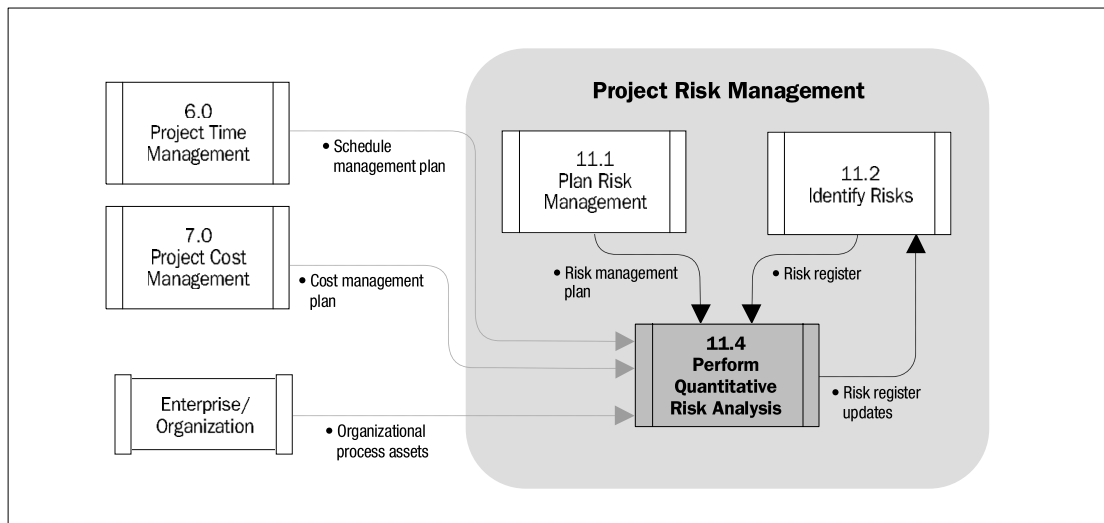 Project Risk Management
6.0
Project Time
Management
• Schedule
management plan
11.1
Plan Risk
Management
11.2
Identify Risks
7.0
Project Cost
Management
• Cost management
plan
• Risk management
plan
• Risk register
11.4
Perform
Quantitative
Risk Analysis
• Risk register
updates
Enterprise/
Organization
• Organizational
process assets